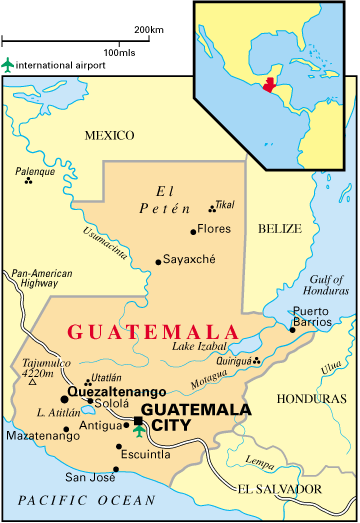 200km
100mls
international airport
MEXICO
Palenque
El
Petén
Tikal
Flores
BELIZE
Usumacinta
Sayaxché
Pan-American
Highway
Gulf of
Honduras
Puerto
Barrios
GUATEMALA
Lake Izabal
Quiriguá
Ulua
Tajumulco
4220m
Motagua
Utatlán
Quezaltenango
Sololá
L. Atitlán
GUATEMALA
CITY
HONDURAS
Antigua
Mazatenango
Escuintla
Lempa
San José
EL SALVADOR
PACIFIC OCEAN